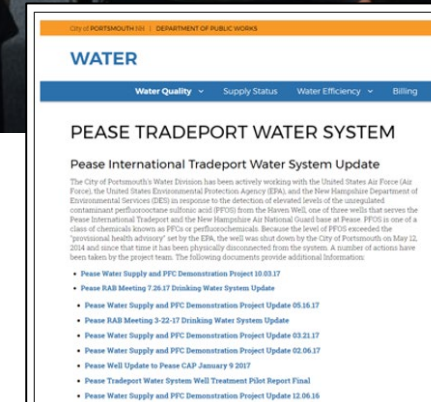 City of PORTSMOUTH NH | DEPARTMENT OF PUBLIC WORKS
WATER
Water Quality Supply Status Water Efficiency Billing
PEASE TRADEPORT WATER SYSTEM
Pease International Tradeport Water System Update
The City of Portsmouth's Water Division has been actively working with the United States Air Force (Air
Force), the United States Environmental Protection Agency (EPA), and the New Hampshire Department of
Environmental Services (DES) in response to the detection of elevated levels of the unregulated
contaminant perfluorooctane sulfonic acid (PFOS) from the Haven Well, one of three wells that serves the
Pease International Tradeport and the New Hampshire Air National Guard base at Pease. PFOS is one of a
class of chemicals known as PFCs or perfluorochemicals. Because the level of PFOS exceeded the
"provisional health advisory" set by the EPA, the well was shut down by the City of Portsmouth on May 12,
2014 and since that time it has been physically disconnected from the system. A number of actions have
been taken by the project team. The following documents provide additional Information:
• Pease Water Supply and PFC Demonstration Project 10.03.17
• Pease RAB Meeting 7.26.17 Drinking Water System Update
• Pease Water Supply and PFC Demonstration Project Update 05.16.17
• Pease RAB Meeting 3-22-17 Drinking Water System Update
• Pease Water Supply and PFC Demonstration Project Update 03.21.17
• Pease Water Supply and PFC Demonstration Project Update 02.06.17
• Pease Well Update to Pease CAP January 9 2017
• Pease Tradeport Water System Well Treatment Pilot Report Final
• Pease Water Supply and PFC Demonstration Project Update 12.06.16